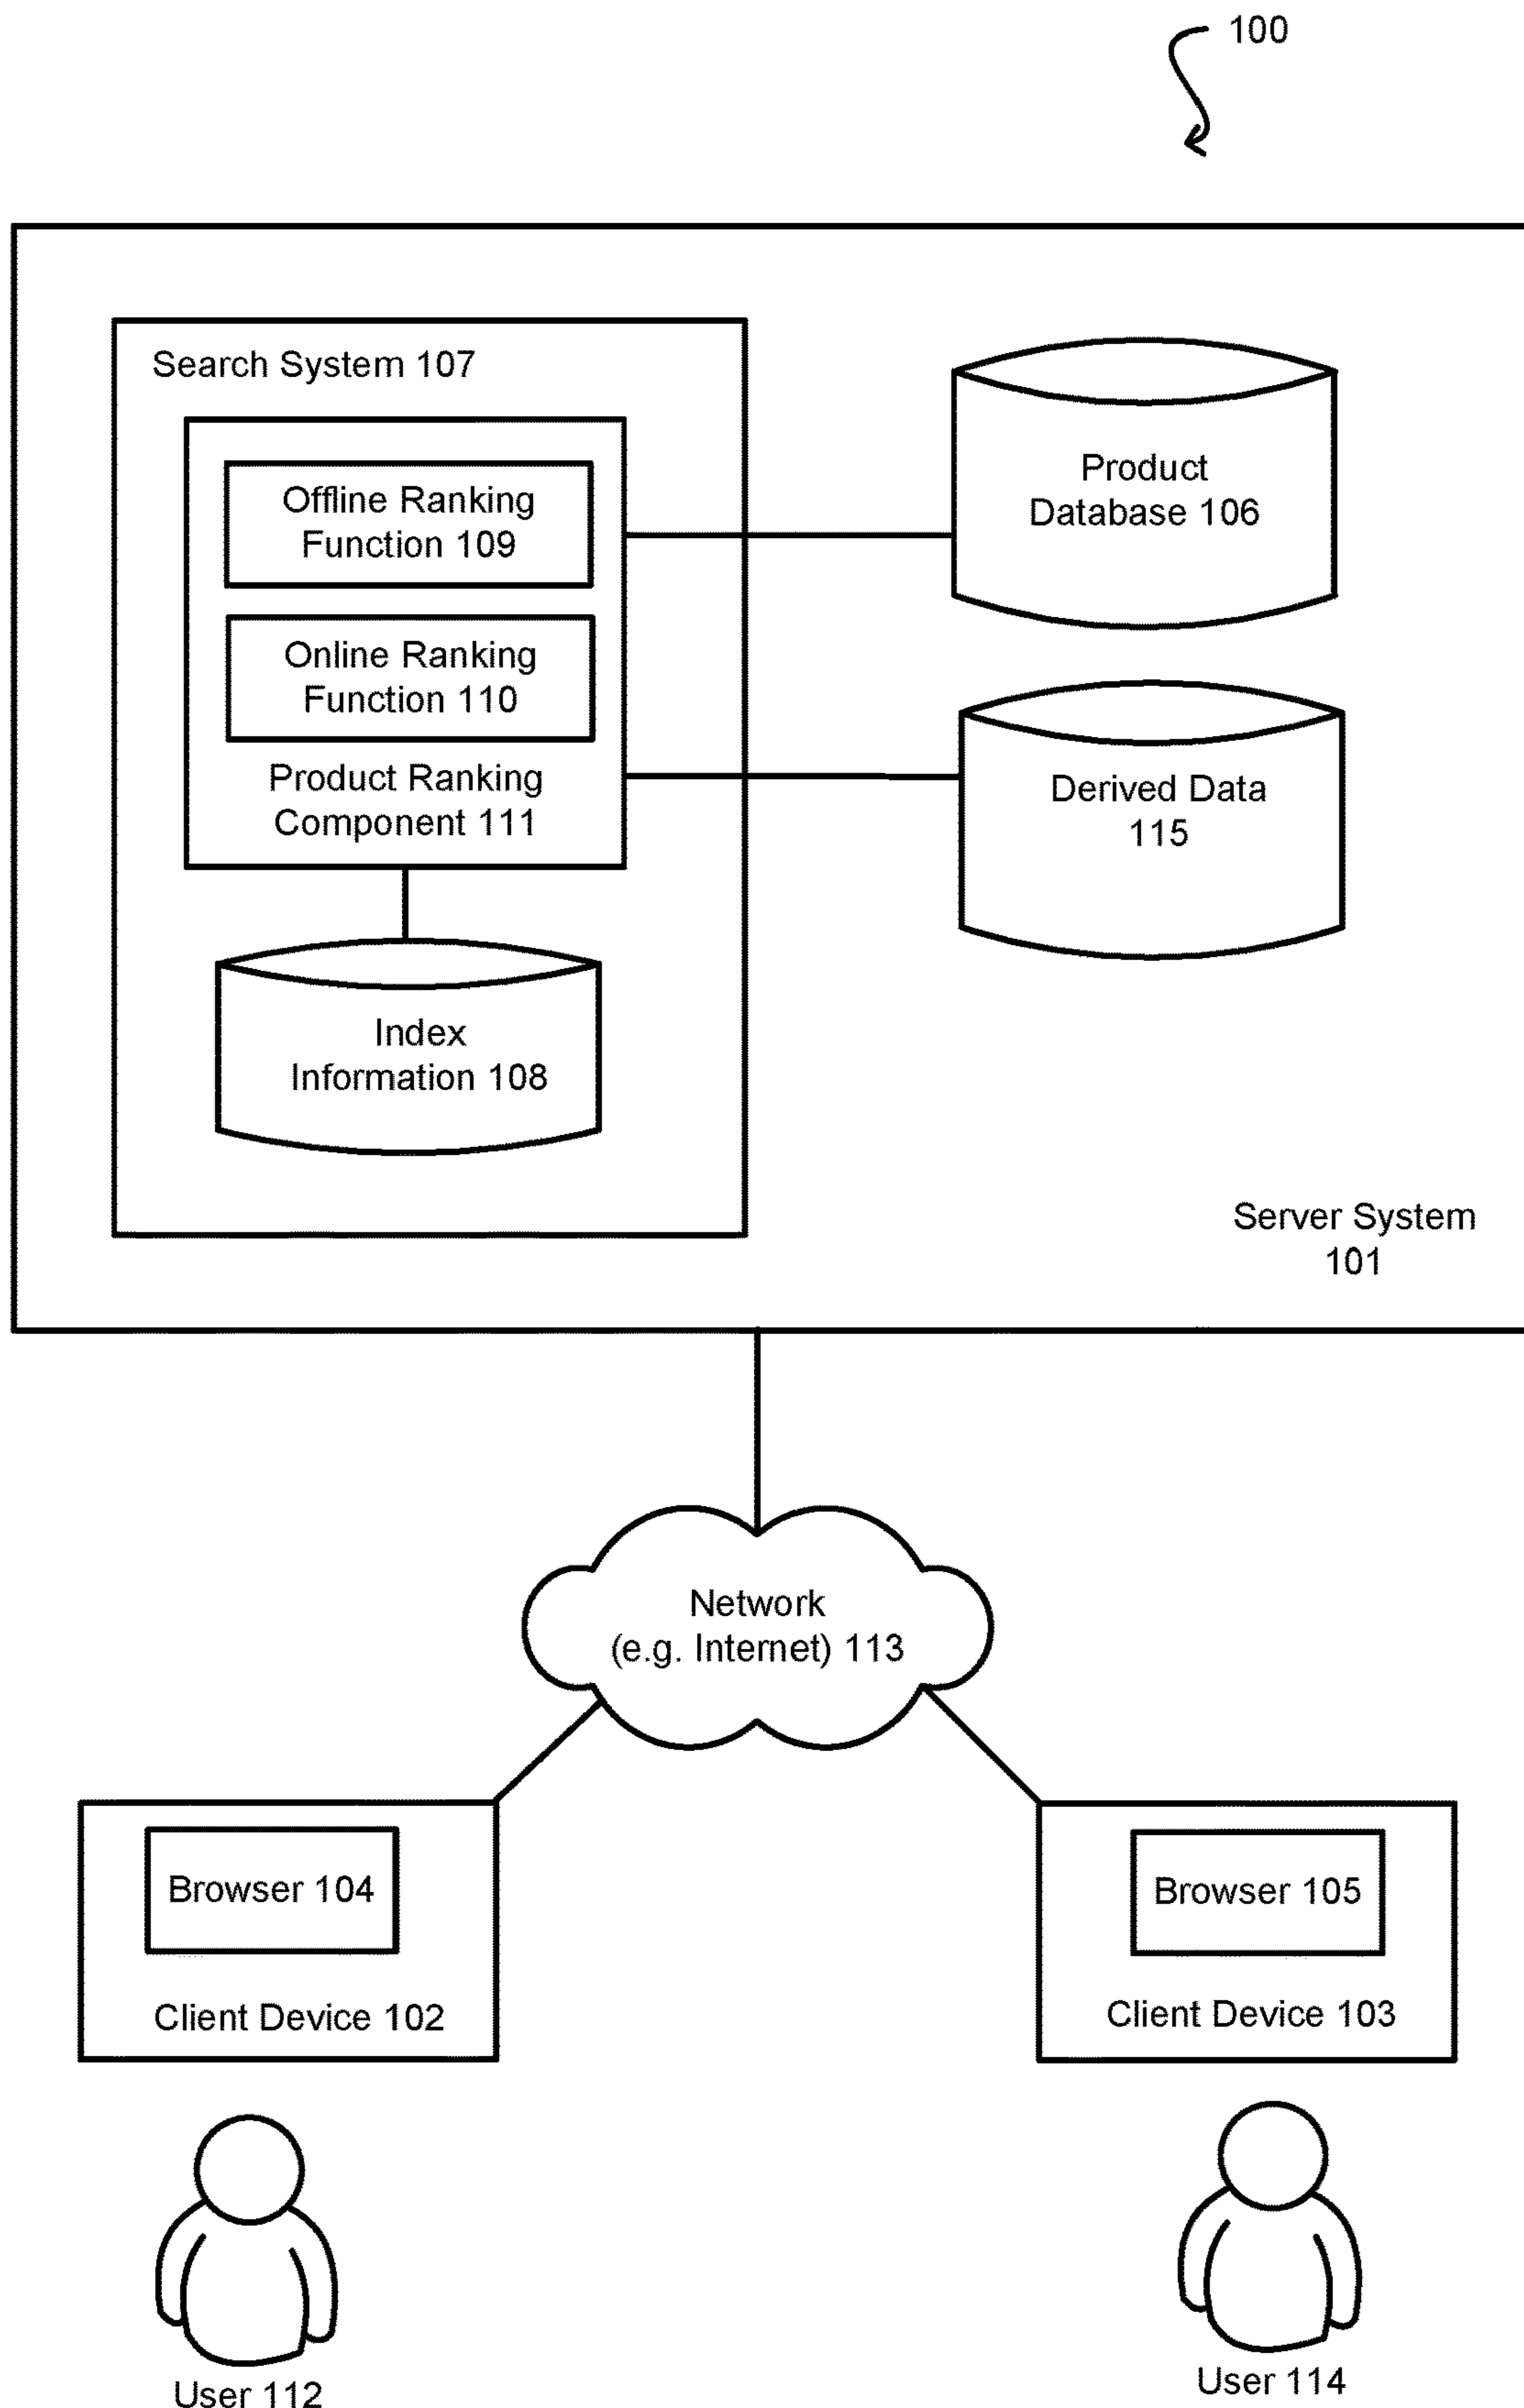 100
Search System 107
Offline Ranking
Function 109
Online Ranking
Function 110
Product Ranking
Component 111
Index
Information 108
Product
Database 106
Derived Data
115
Server System
101
Network
(e.g. Internet) 113
Browser 104
Client Device 102
Browser 105
Client Device 103
User 112
User 114